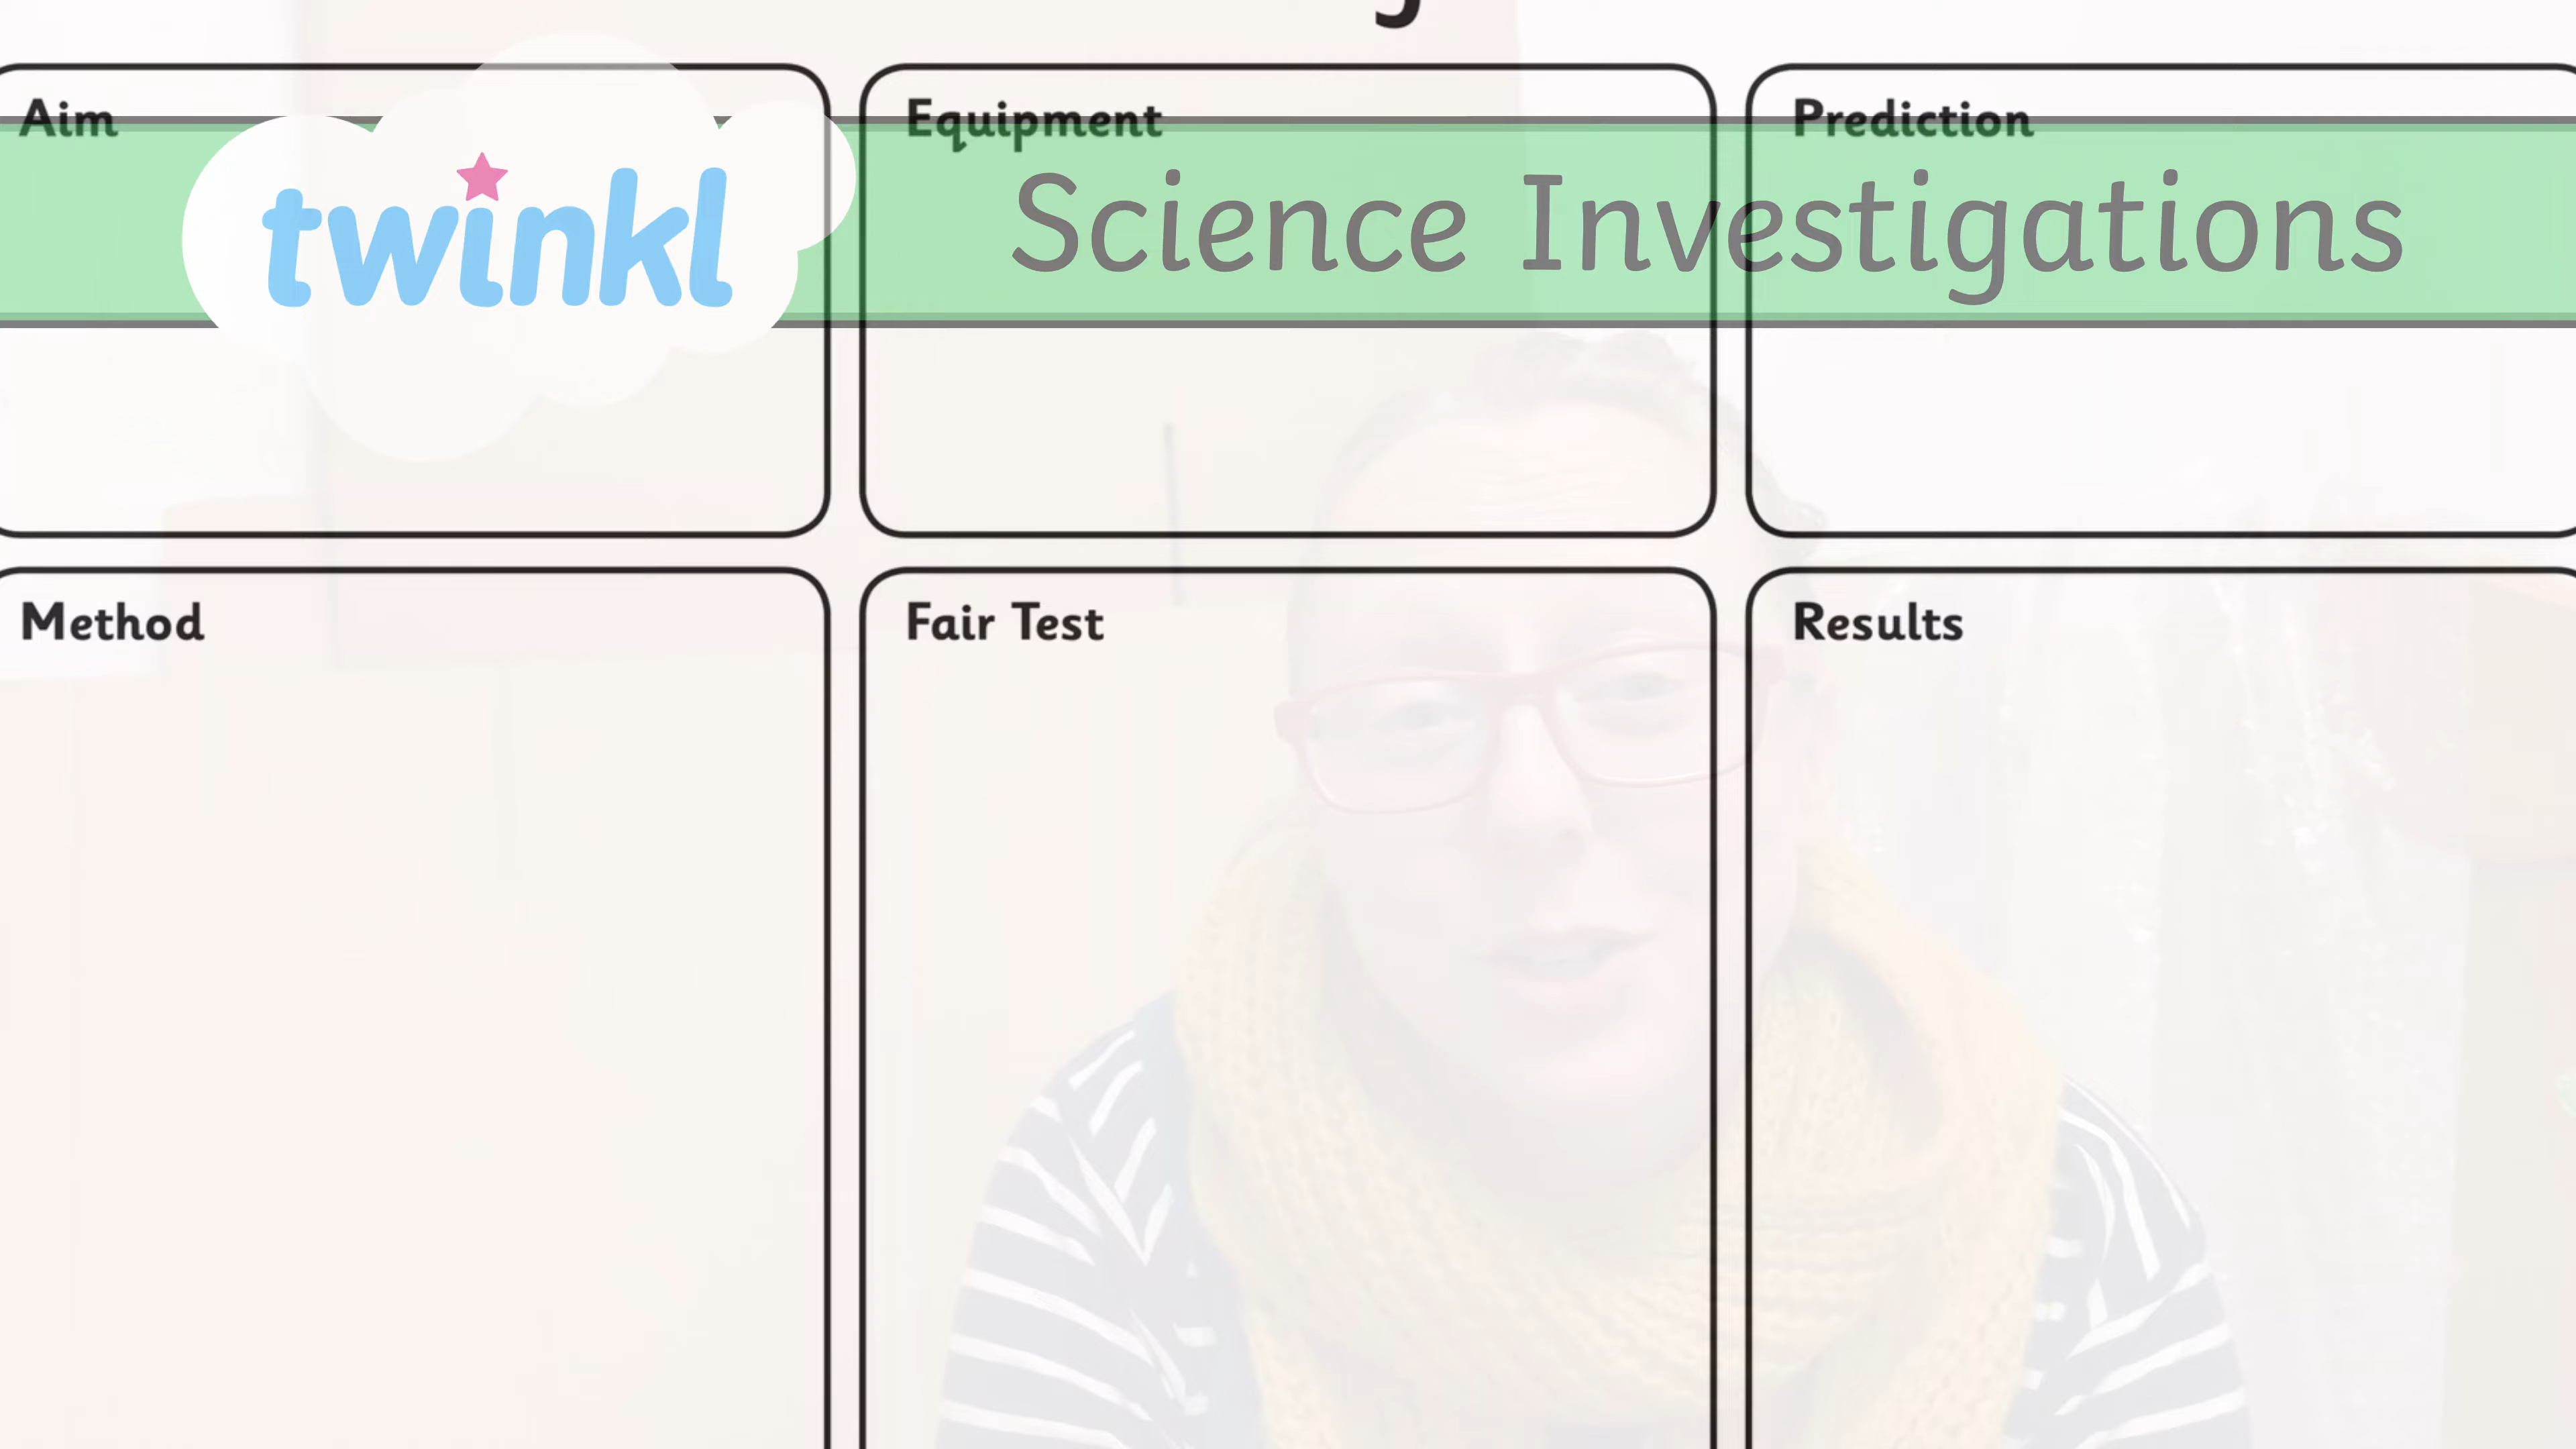 Aim
Equipment
Prediction
twinkl
Science Investigations
Method
Fair Test
Results